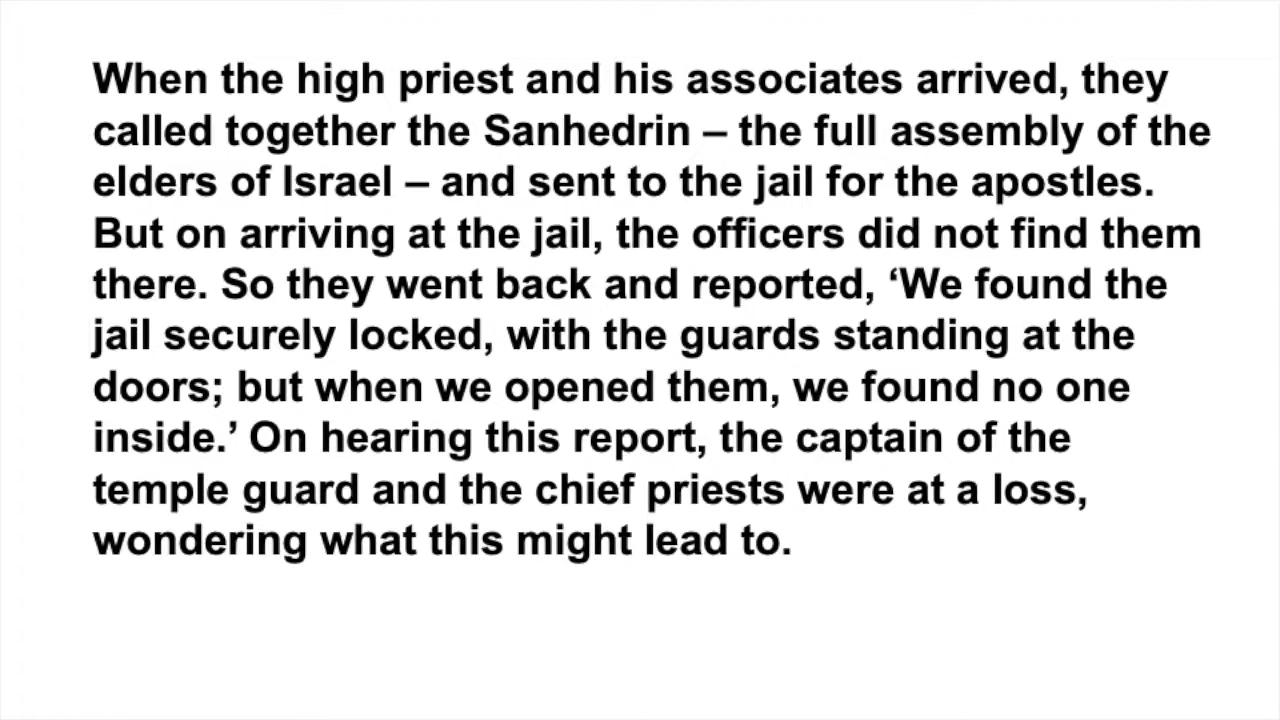 When the high priest and his associates arrived, they
called together the Sanhedrin – the full assembly of the
elders of Israel – and sent to the jail for the apostles.
But on arriving at the jail, the officers did not find them
there. So they went back and reported, ‘We found the
jail securely locked, with the guards standing at the
doors; but when we opened them, we found no one
inside.’ On hearing this report, the captain of the
temple guard and the chief priests were at a loss,
wondering what this might lead to.